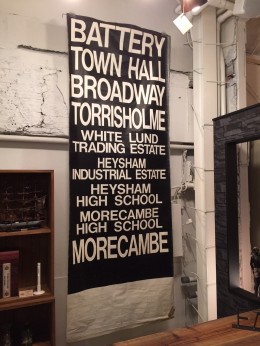 BATTERY
TOWN HALL
BROADWAY
TORRISHOLME
WHITE LUND
TRADING ESTATE
HEYSHAM
INDUSTRIAL ESTATE
HEYSHAM
HIGH SCHOOL
MORECAMBE
HIGH SCHOOL
MORECAMBE